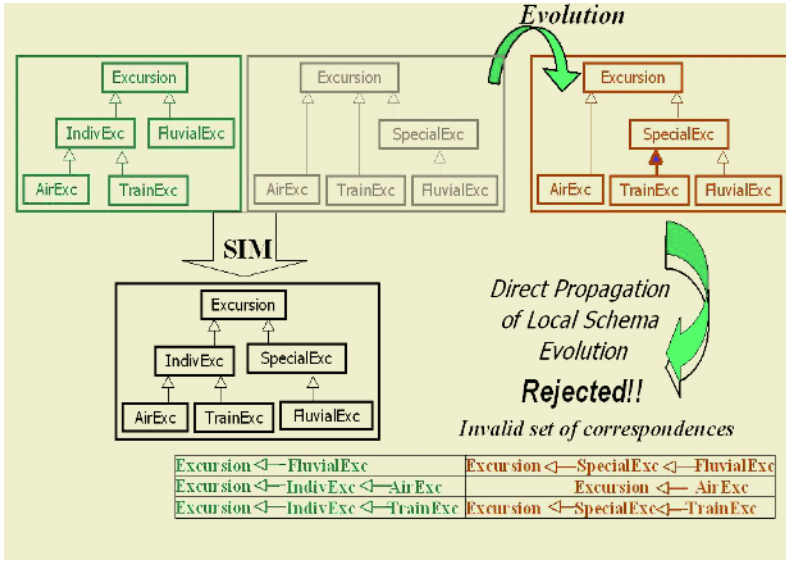 Evolution
Excursion
IndivExc
FluvialExc
AirExc
TrainExc
Excursion
SpecialExc
AirExc
TrainExc
FluvialExc
Excursion
SpecialExc
AirExc
TrainExc
FluvialExc
SIM
Excursion
IndivExc
SpecialExc
AirExc
TrainExc
FluvialExc
Direct Propagation
of Local Schema
Evolution
Rejected!!
Invalid set of correspondences
Excursion FluvialExc
Excursion SpecialExc FluvialExc
Excursion IndivExc AirExc
Excursion AirExc
Excursion IndivExc TrainExc
Excursion SpecialExc TrainExc